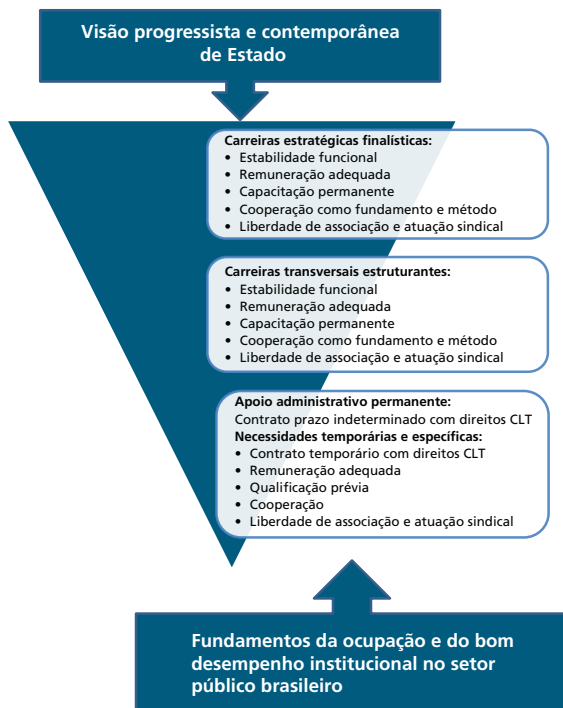 Visão progressista e contemporânea
de Estado
Carreiras estratégicas finalísticas:
• Estabilidade funcional
• Remuneração adequada
• Capacitação permanente
• Cooperação como fundamento e método
• Liberdade de associação e atuação sindical
Carreiras transversais estruturantes:
• Estabilidade funcional
• Remuneração adequada
• Capacitação permanente
• Cooperação como fundamento e método
• Liberdade de associação e atuação sindical
Apoio administrativo permanente:
Contrato prazo indeterminado com direitos CLT
Necessidades temporárias e específicas:
• Contrato temporário com direitos CLT
• Remuneração adequada
• Qualificação prévia
• Cooperação
• Liberdade de associação e atuação sindical
Fundamentos da ocupação e do bom
desempenho institucional no setor
público brasileiro